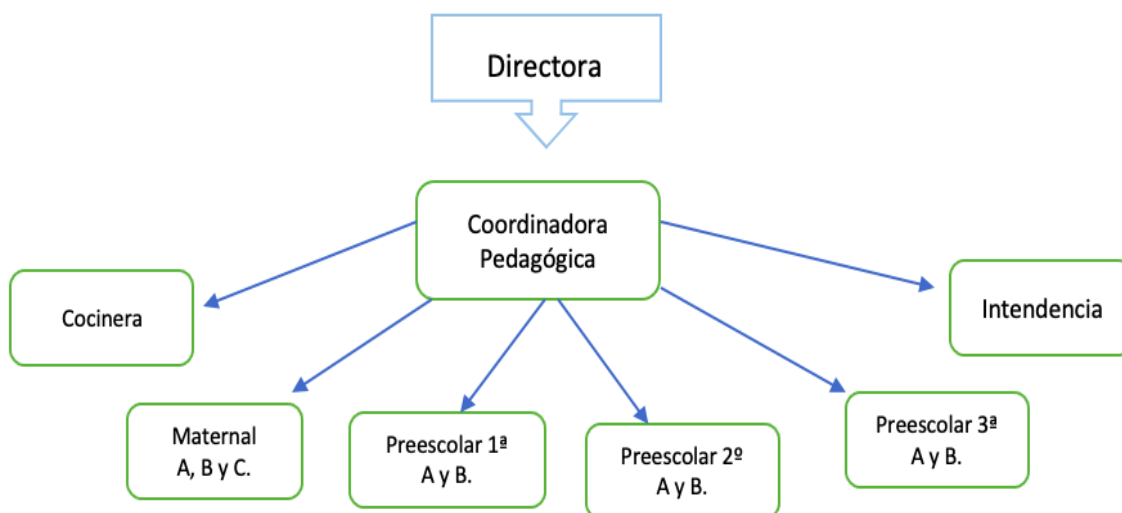 Directora
Coordinadora
Pedagógica
Cocinera
Intendencia
Maternal
A, B y C.
Preescolar 1ª
A y B.
Preescolar 2º
A y B.
Preescolar 3ª
A y B.